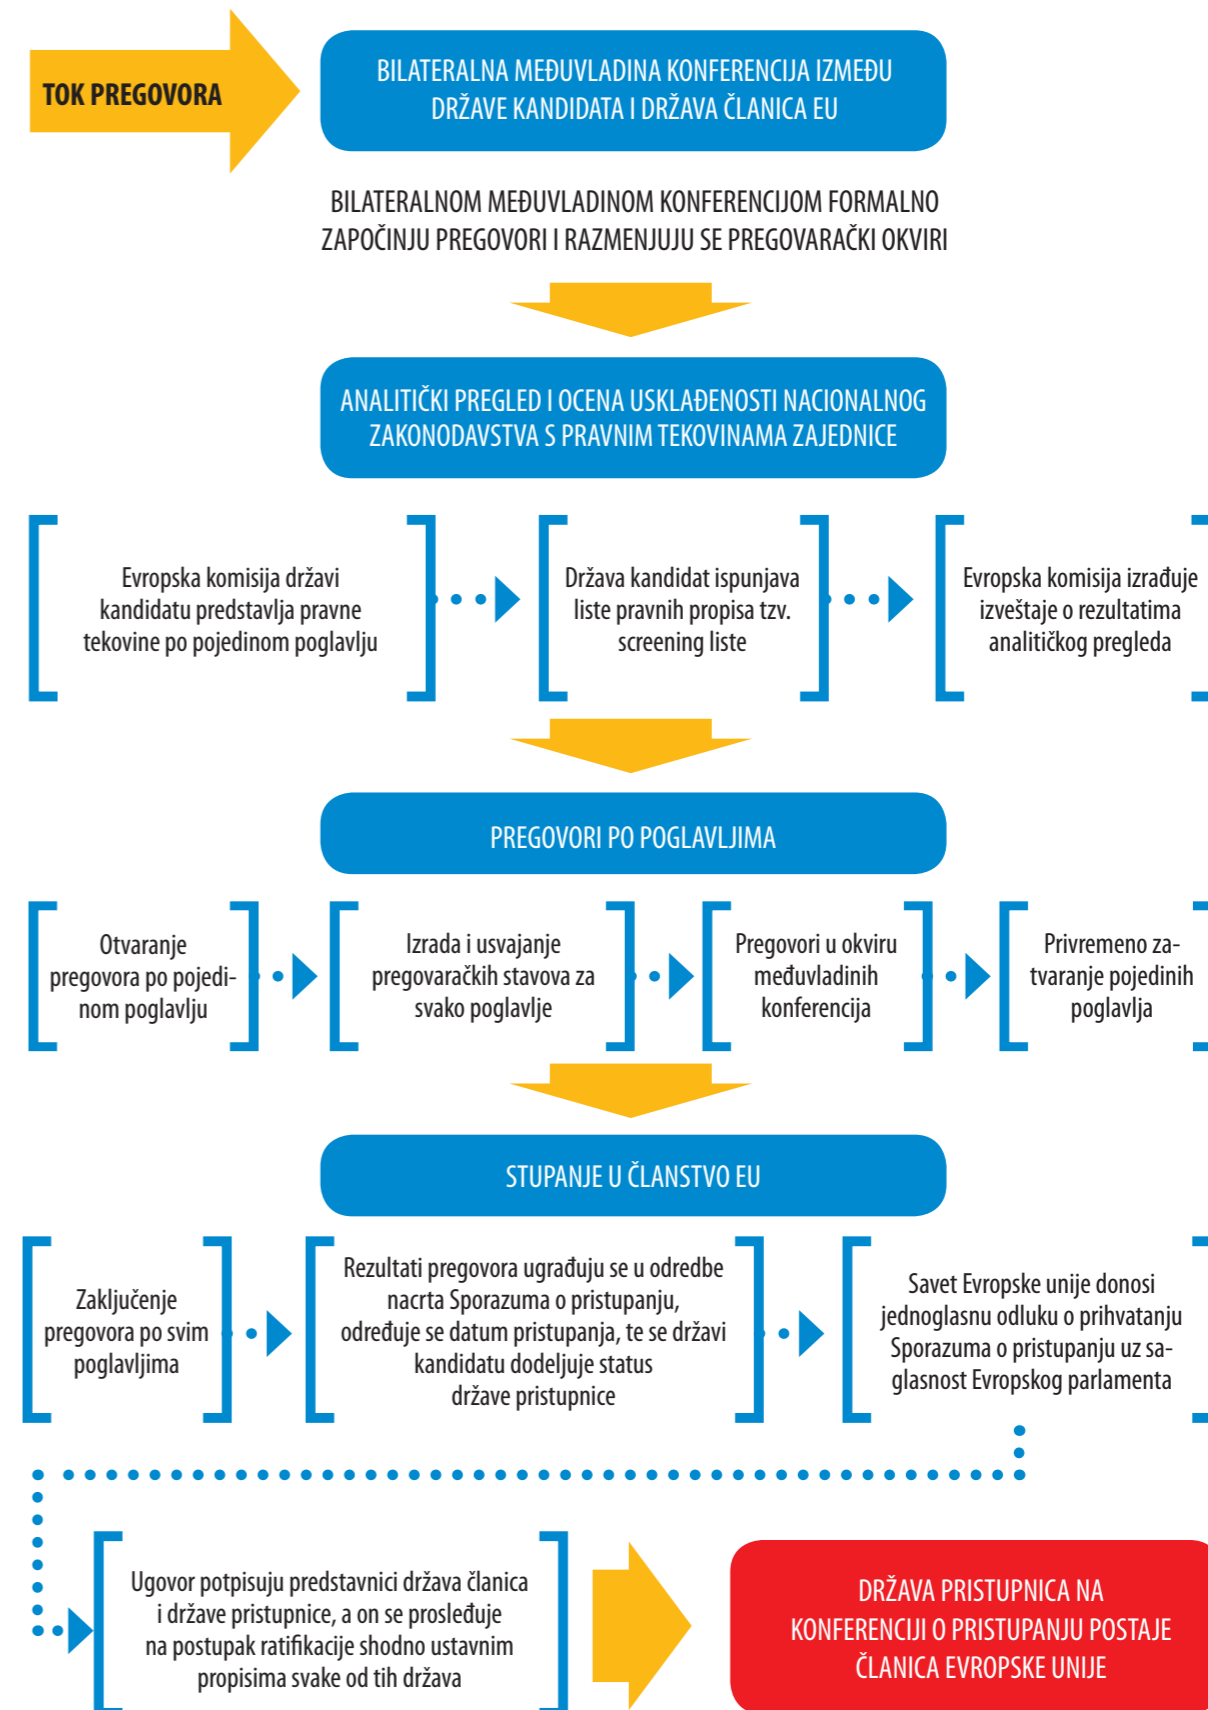 TOK PREGOVORA
BILATERALNA MEĐUVLADINA KONFERENCIJA IZMEĐU
DRŽAVE KANDIDATA I DRŽAVA ČLANICA EU
BILATERALNOM MEĐUVLADINOM KONFERENCIJOM FORMALNO
ZAPOČINJU PREGOVORI I RAZMENJUJU SE PREGOVARAČKI OKVIRI
ANALITIČKI PREGLED I OCENA USKLAĐENOSTI NACIONALNOG
ZAKONODAVSTVA S PRAVNIM TEKOVINAMA ZAJEDNICE
Evropska komisija državi
kandidatu predstavlja pravne
tekovine po pojedinom poglavlju
Država kandidat ispunjava
liste pravnih propisa tzv.
screening liste
Evropska komisija izrađuje
izveštaje o rezultatima
analitičkog pregleda
PREGOVORI PO POGLAVLJIMA
Otvaranje
pregovora po pojedi-
nom poglavlju
Izrada i usvajanje
pregovaračkih stavova za
svako poglavlje
Pregovori u okviru
međuvladinih
konferencija
Privremeno za-
tvaranje pojedinih
poglavlja
STUPANJE U ČLANSTVO EU
Zaključenje
pregovora po svim
poglavljima
Rezultati pregovora ugrađuju se u odredbe
nacrta Sporazuma o pristupanju,
određuje se datum pristupanja, te se državi
kandidatu dodeljuje status
države pristupnice
Savet Evropske unije donosi
jednoglasnu odluku o prihvatanju
Sporazuma o pristupanju uz sa-
glasnost Evropskog parlamenta
Ugovor potpisuju predstavnici država članica
i države pristupnice, a on se prosleđuje
na postupak ratifikacije shodno ustavnim
propisima svake od tih država
DRŽAVA PRISTUPNICA NA
KONFERENCIJI O PRISTUPANJU POSTAJE
ČLANICA EVROPSKE UNIJE